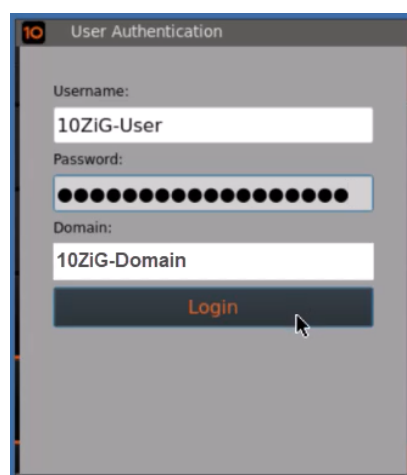 10 User Authentication
Username:
10ZiG-User
Password:
●●●●●●●●●●●●●●●●●●
Domain:
10ZiG-Domain
Login